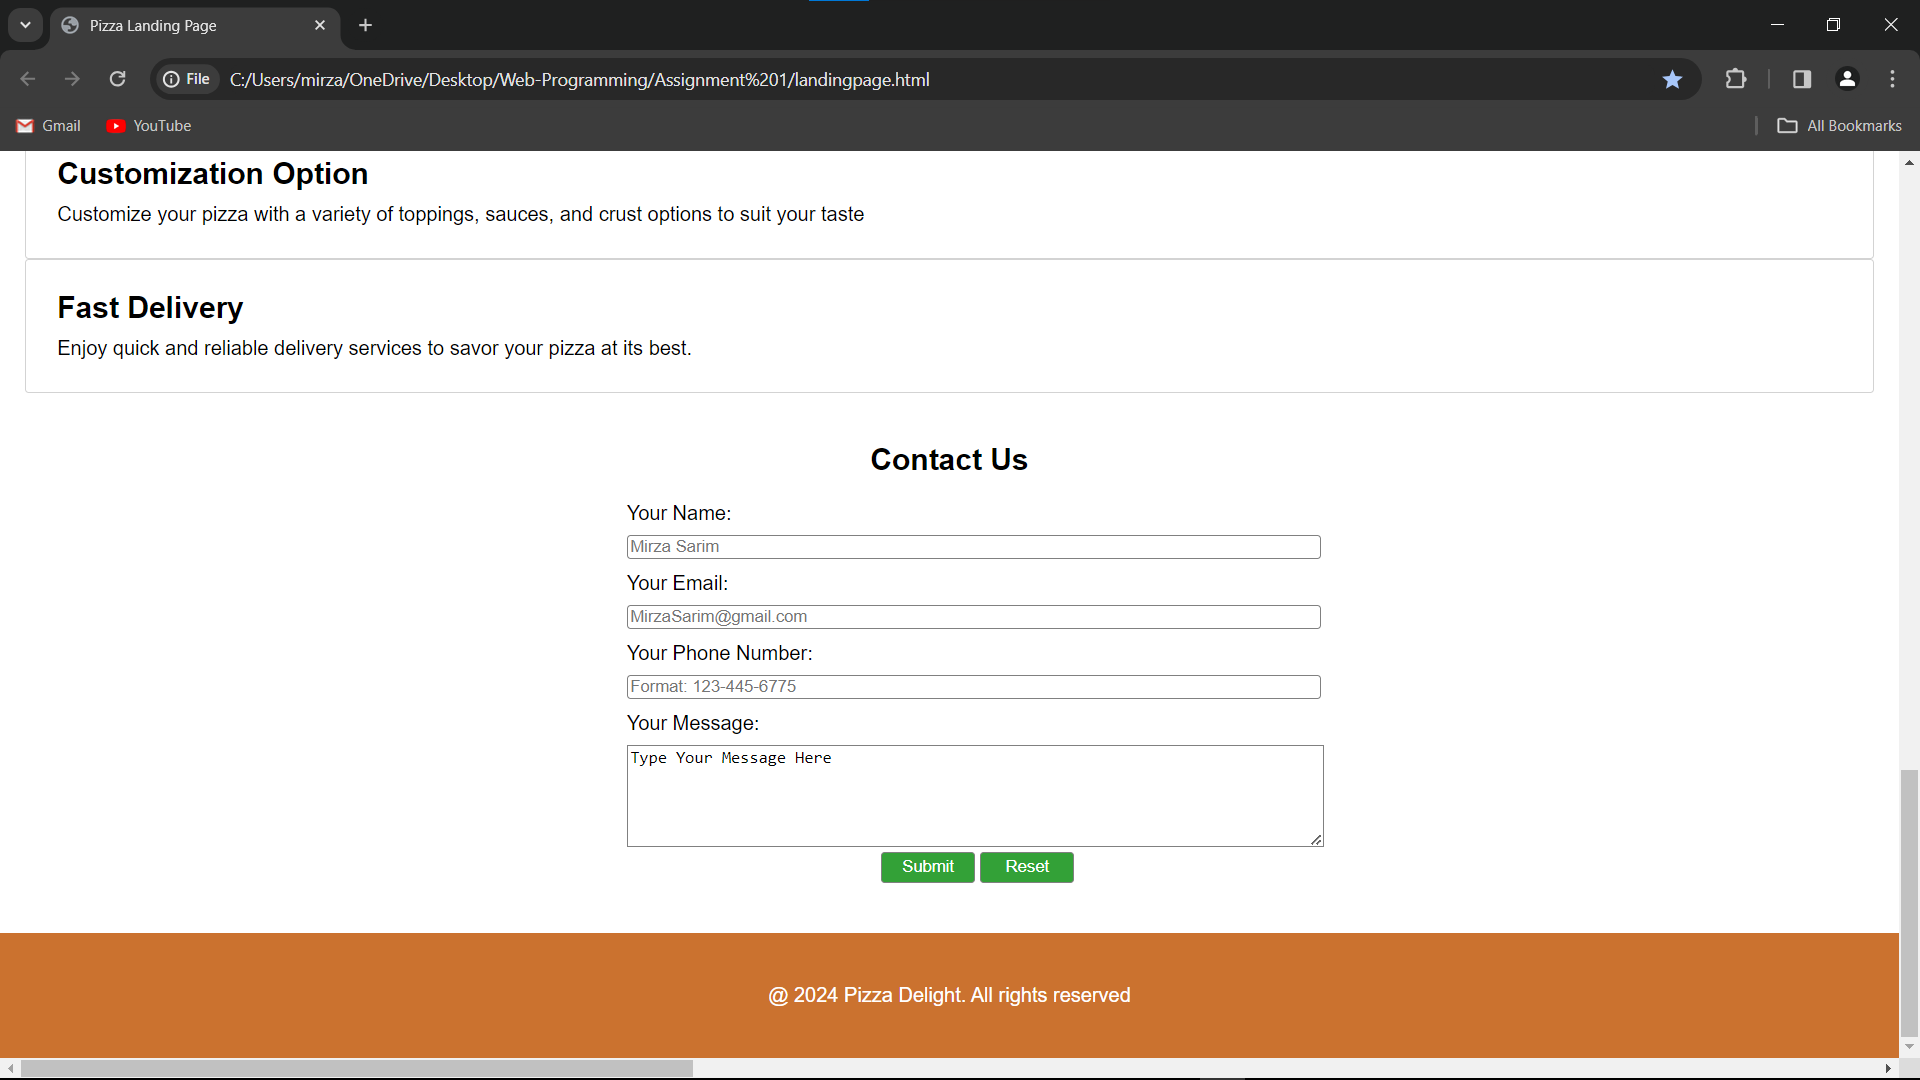 Pizza Landing Page
File C:/Users/mirza/OneDrive/Desktop/Web-Programming/Assignment%201/landingpage.html
Gmail YouTube All Bookmarks
Customization Option
Customize your pizza with a variety of toppings, sauces, and crust options to suit your taste
Fast Delivery
Enjoy quick and reliable delivery services to savor your pizza at its best.
Contact Us
Your Name:
Mirza Sarim
Your Email:
MirzaSarim@gmail.com
Your Phone Number:
Format: 123-445-6775
Your Message:
Type Your Message Here
Submit Reset
@ 2024 Pizza Delight. All rights reserved